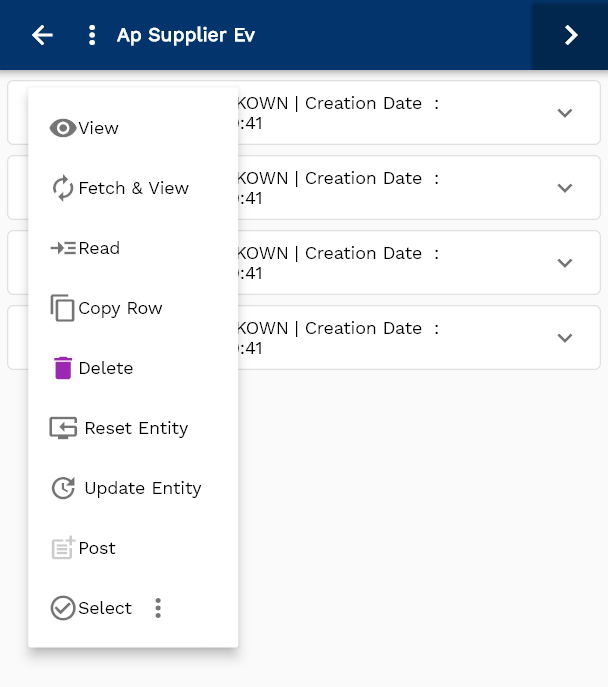 Ap Supplier Ev
KOWN | Creation Date :
:41
KOWN | Creation Date :
:41
KOWN | Creation Date :
:41
KOWN | Creation Date :
:41
View
Fetch & View
Read
Copy Row
Delete
Reset Entity
Update Entity
Post
Select